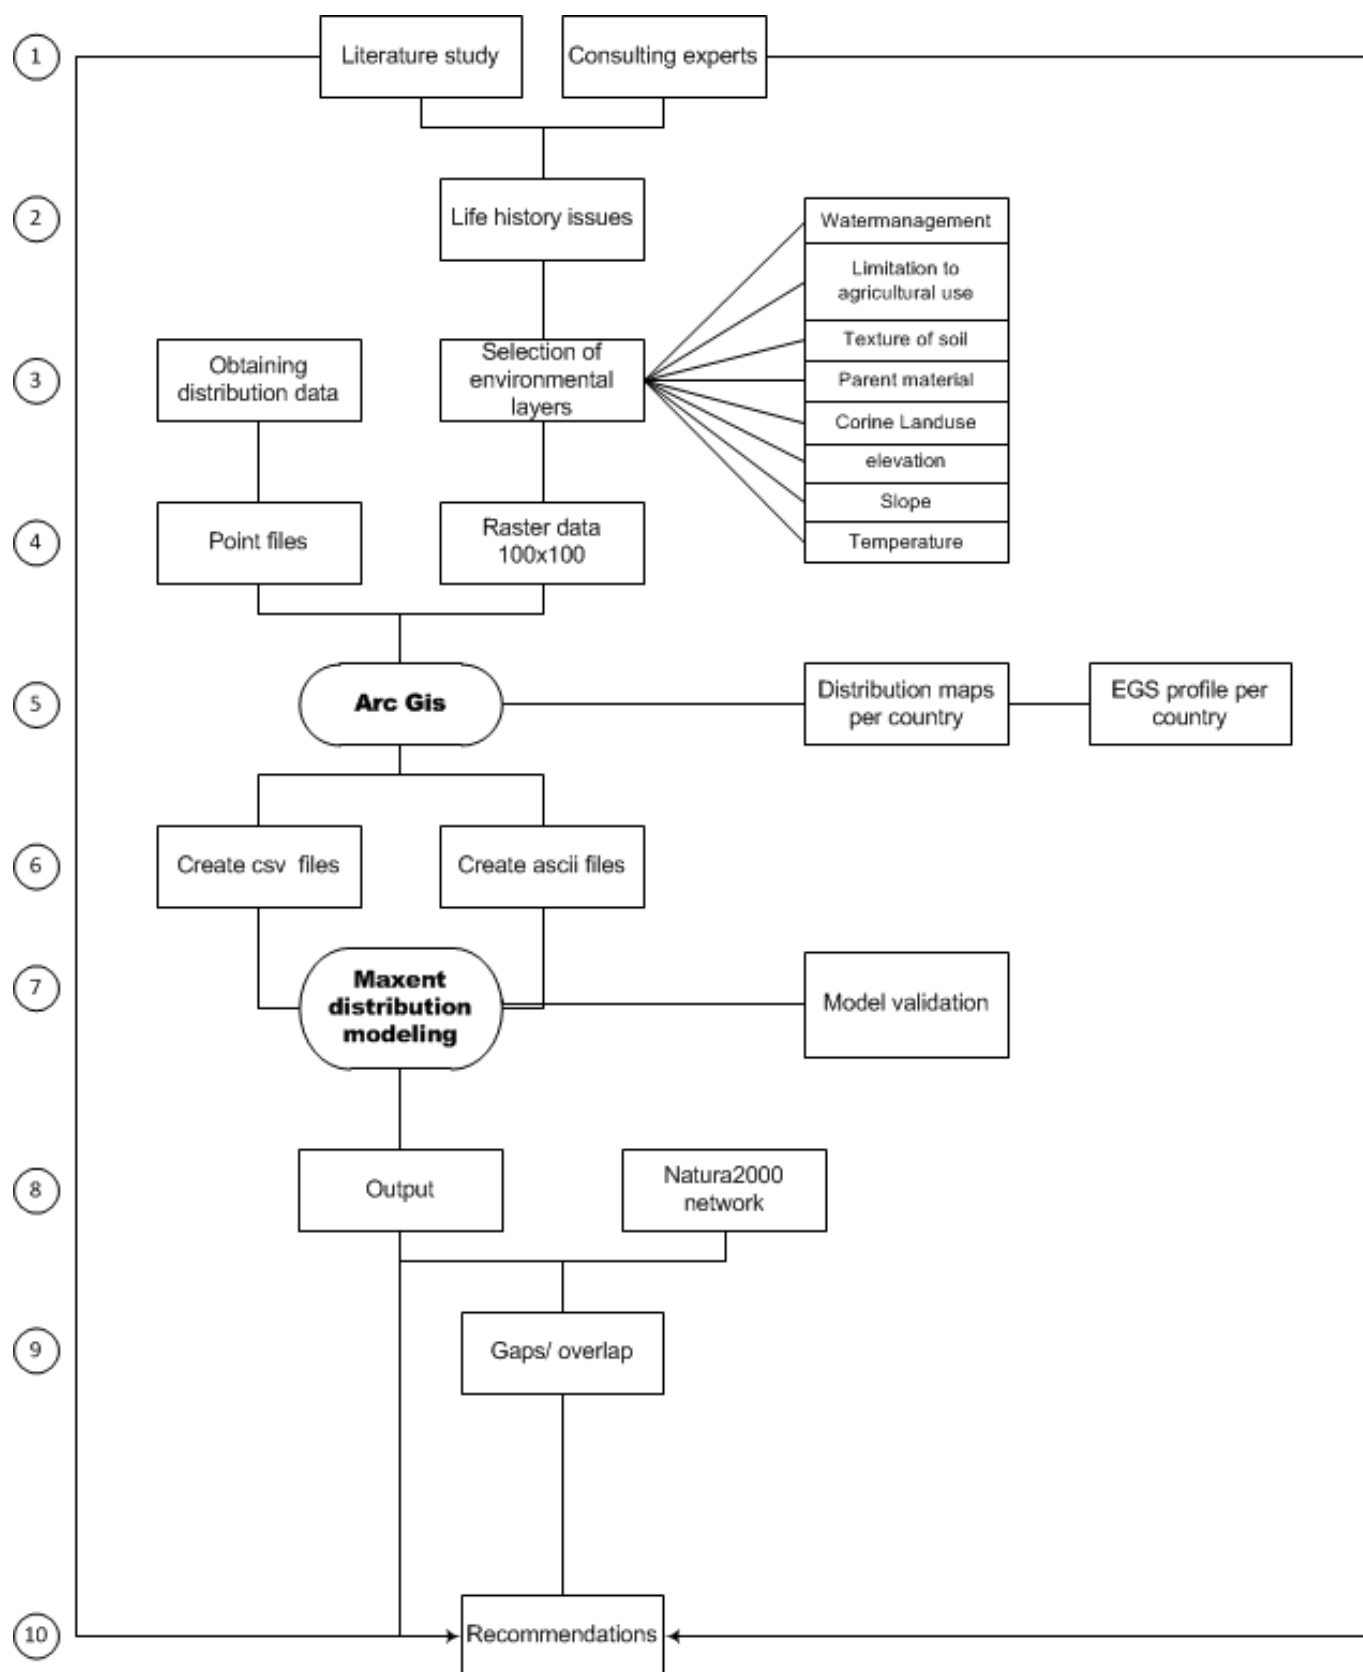 1
Literature study
Consulting experts
2
Life history issues
Watermanagement
Limitation to
agricultural use
Texture of soil
3
Obtaining
distribution data
Selection of
environmental
layers
Parent material
Corine Landuse
elevation
Slope
Temperature
4
Point files
Raster data
100x100
5
Arc Gis
Distribution maps
per country
EGS profile per
country
6
Create csv files
Create ascii files
7
Maxent
distribution
modeling
Model validation
8
Output
Natura2000
network
9
Gaps/ overlap
10
Recommendations